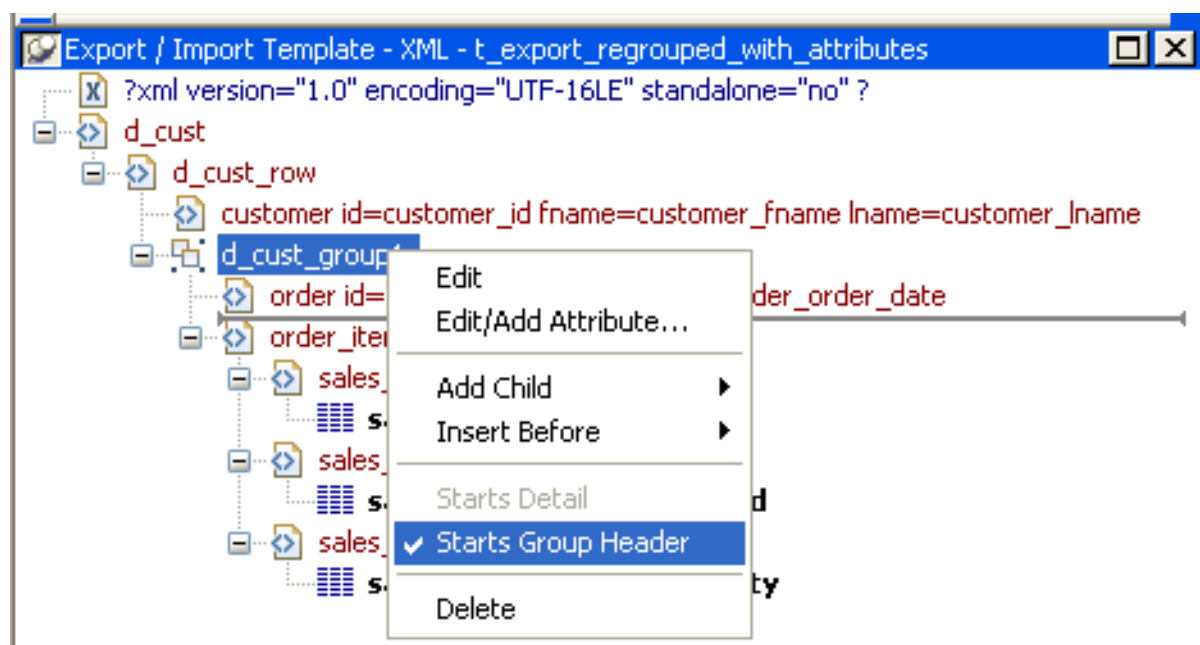 Export / Import Template - XML - t_export_regrouped_with_attributes
?xml version="1.0" encoding="UTF-16LE" standalone="no" ?
d_cust
d_cust_row
customer id=customer_id fname=customer_fname lname=customer_lname
d_cust_group
order id= der_order_date
order_ite
sales_
s
sales_
s d
sales_
s ty
Edit
Edit/Add Attribute...
Add Child
Insert Before
Starts Detail
Starts Group Header
Delete